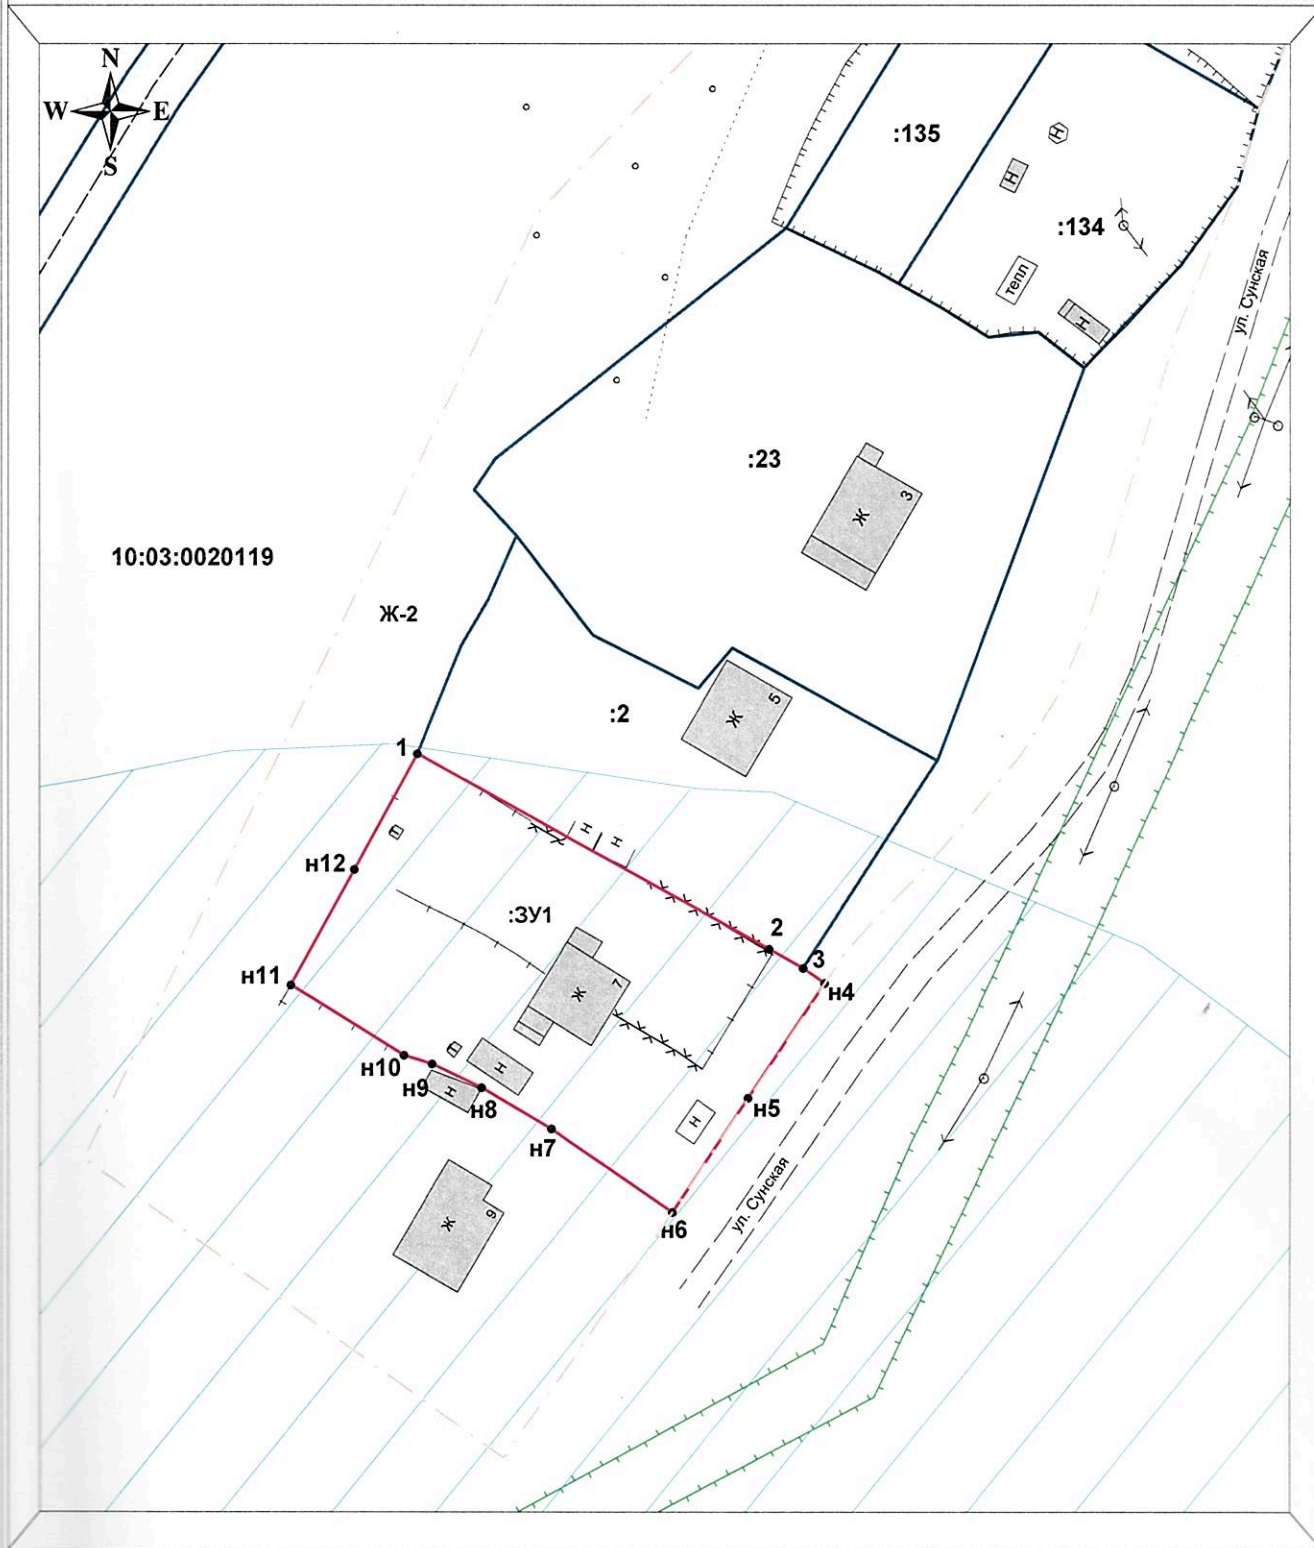 N
W E
S
:135
Н
Н
:134
ул. Сунская
тепл
Н
:23
3
Ж
10:03:0020119
Ж-2
:2
5
Ж
1
Н
Н
н12
:ЗУ1
2
3
н4
н11
Ж
7
н10
Н
н9
Н
н8
н5
Н
н7
ул. Сунская
н6
Ж
9